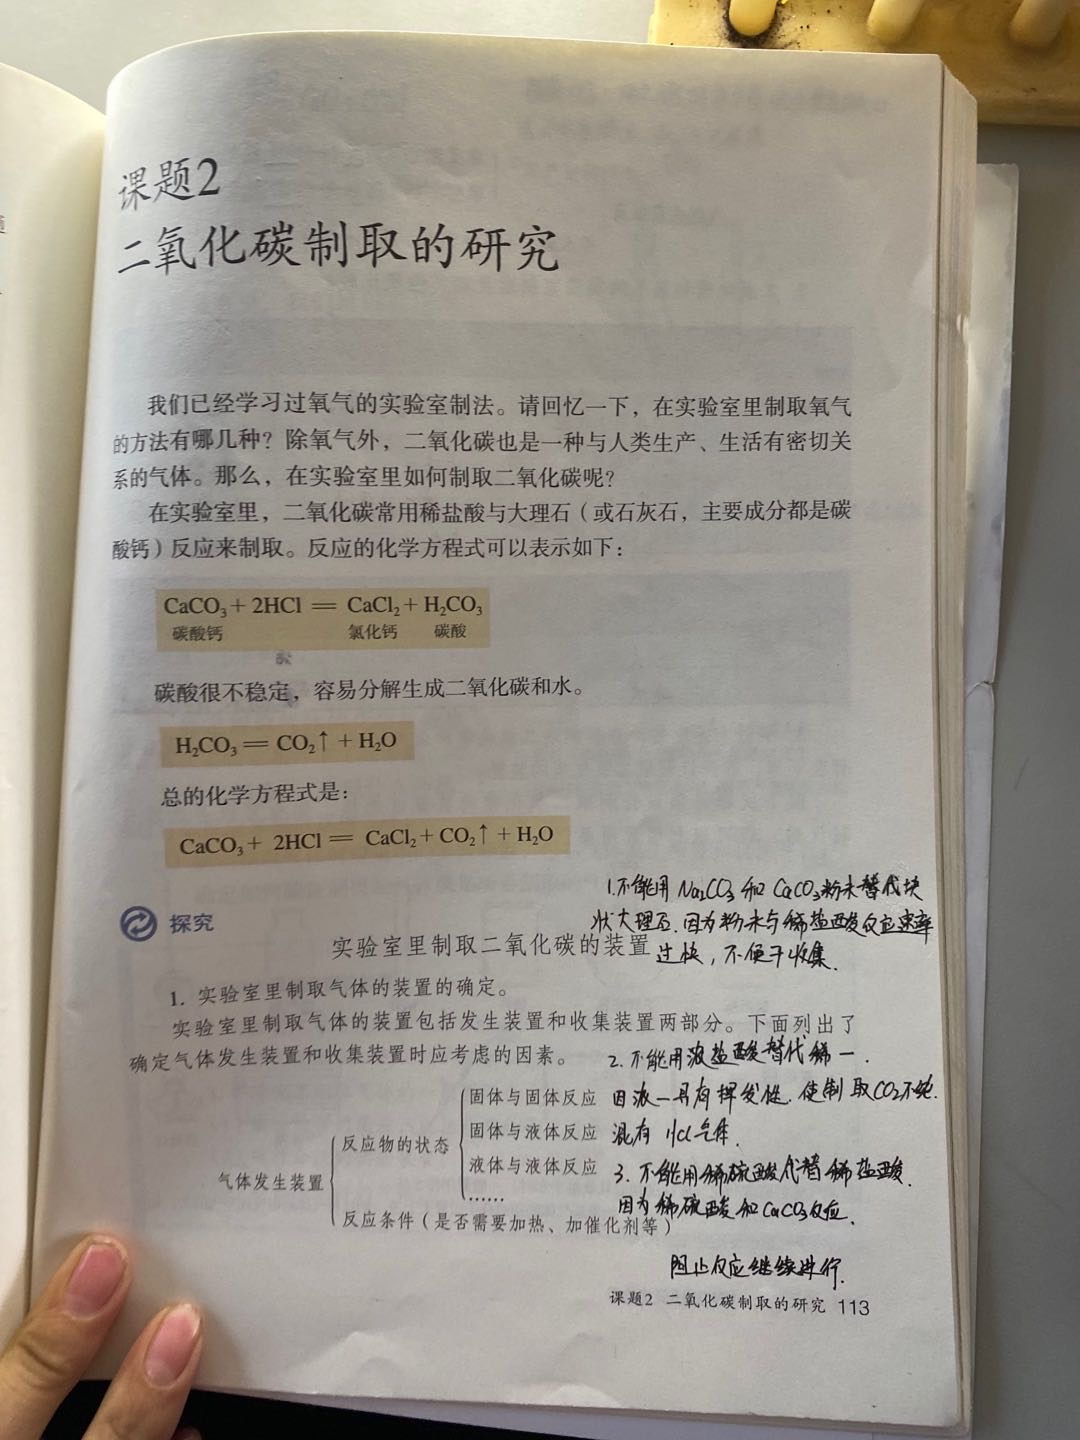 课题2
二氧化碳制取的研究
我们已经学习过氧气的实验室制法。请回忆一下，在实验室里制取氧气
的方法有哪几种？除氧气外，二氧化碳也是一种与人类生产、生活有密切关
系的气体。那么，在实验室里如何制取二氧化碳呢？
在实验室里，二氧化碳常用稀盐酸与大理石（或石灰石，主要成分都是碳
酸钙）反应来制取。反应的化学方程式可以表示如下：
CaCO₃ + 2HCl ═ CaCl₂ + H₂CO₃
碳酸钙 氯化钙 碳酸
碳酸很不稳定，容易分解生成二氧化碳和水。
H₂CO₃ ═ CO₂↑ + H₂O
总的化学方程式是：
CaCO₃ + 2HCl ═ CaCl₂ + CO₂↑ + H₂O
1.不能用Na₂CO₃和CaCO₃粉末替代块
状大理石.因为粉末与稀盐酸反应速率
过快，不便于收集.
探究
实验室里制取二氧化碳的装置
1. 实验室里制取气体的装置的确定。
实验室里制取气体的装置包括发生装置和收集装置两部分。下面列出了
确定气体发生装置和收集装置时应考虑的因素。
2.不能用浓盐酸替代稀一.
因浓一具有挥发性.使制取CO₂不纯.
混有HCl气体.
3.不能用稀硫酸代替稀盐酸.
因为稀硫酸和CaCO₃反应.
阻止反应继续进行.
气体发生装置
反应物的状态
固体与固体反应
固体与液体反应
液体与液体反应
……
反应条件（是否需要加热、加催化剂等）
课题2 二氧化碳制取的研究 113